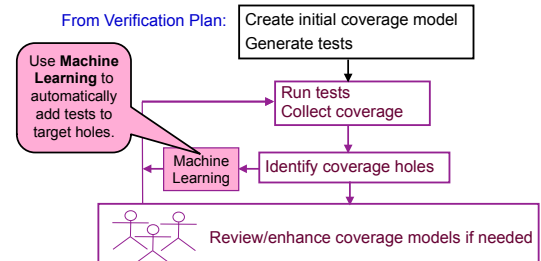 From Verification Plan:
Create initial coverage model
Generate tests
Use Machine
Learning to
automatically
add tests to
target holes.
Run tests
Collect coverage
Machine
Learning
Identify coverage holes
Review/enhance coverage models if needed